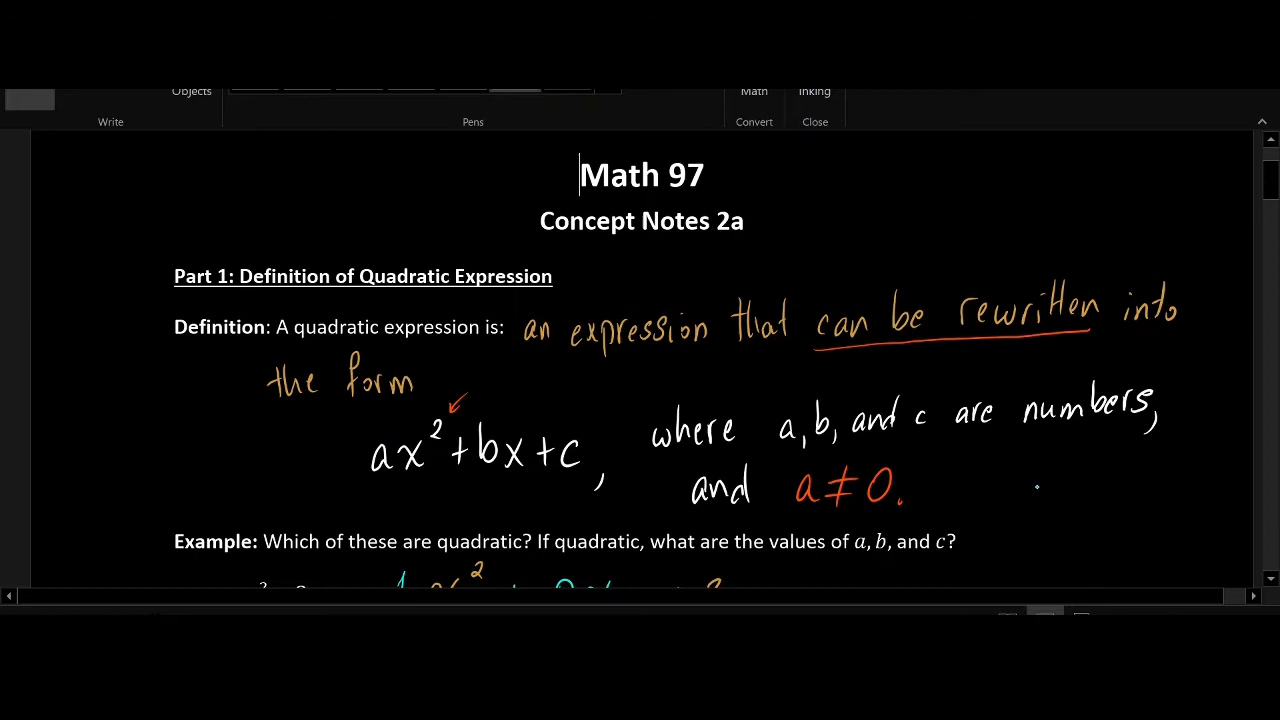 Objects Math Inking
Write Pens Convert Close
Math 97
Concept Notes 2a
Part 1: Definition of Quadratic Expression
Definition: A quadratic expression is: an expression that can be rewritten into
the form
ax² + bx + c, where a, b, and c are numbers,
and a ≠ 0.
Example: Which of these are quadratic? If quadratic, what are the values of a, b, and c?